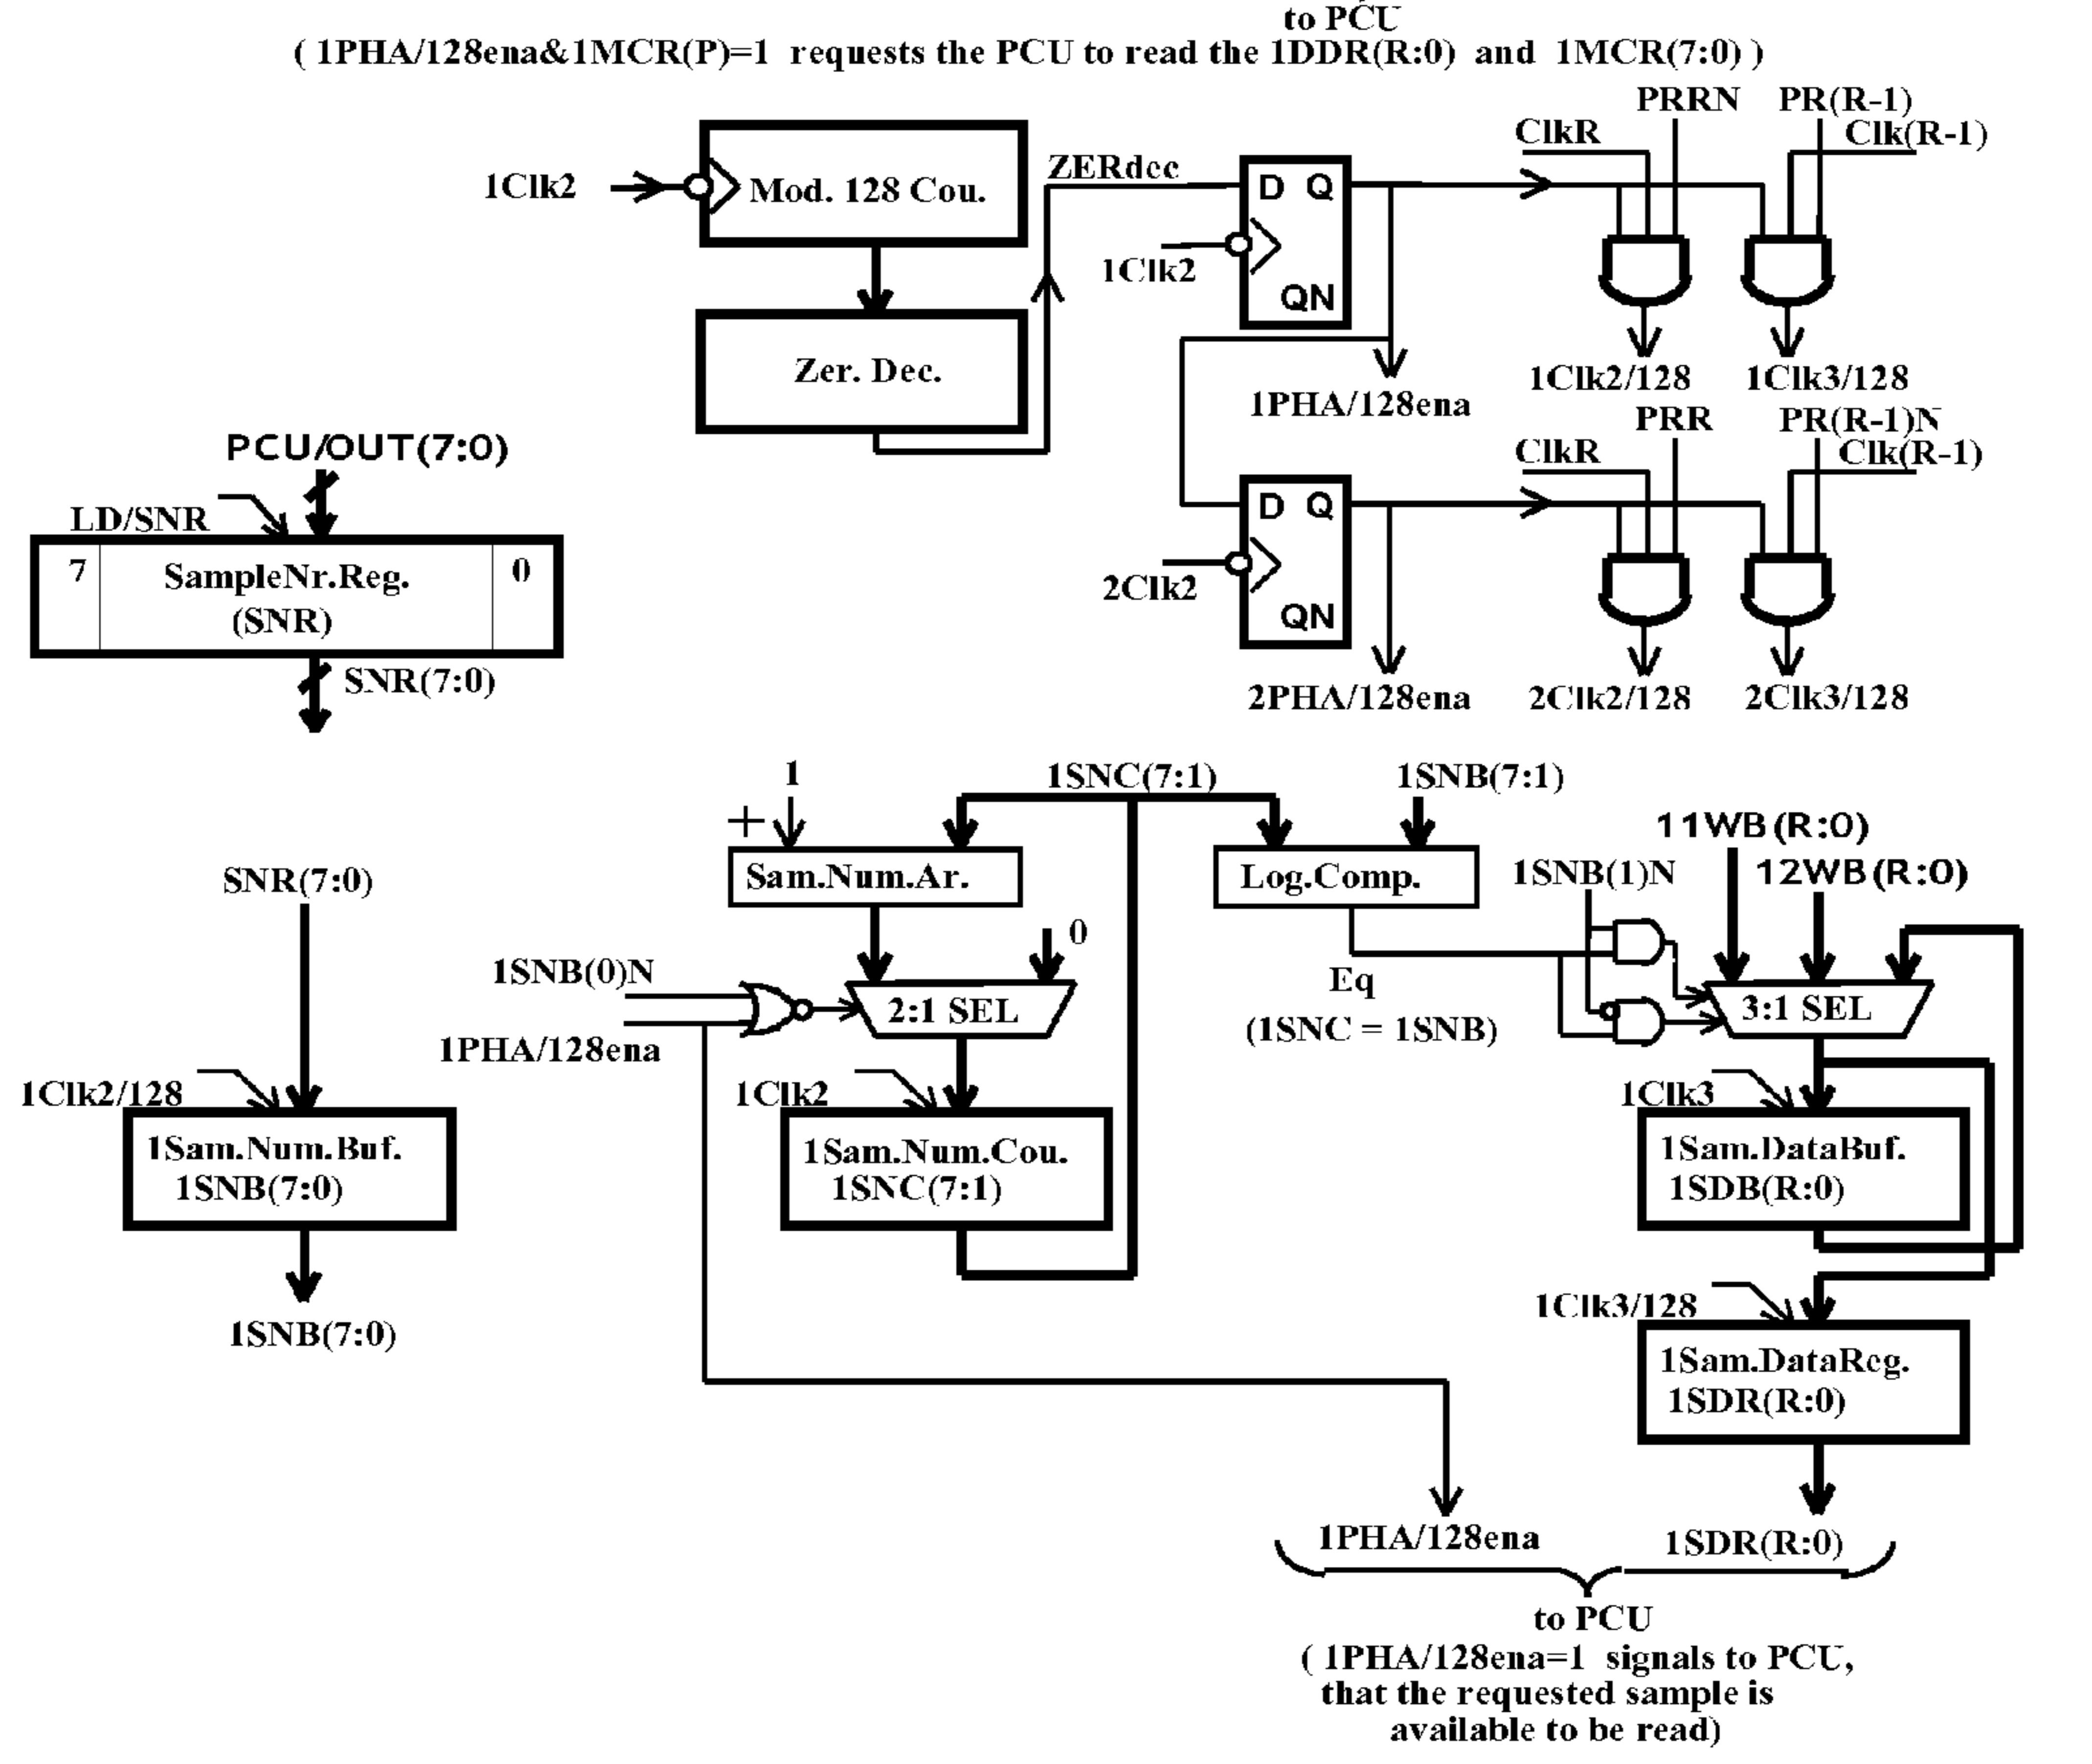 to PCU
( 1PHA/128ena&1MCR(P)=1 requests the PCU to read the 1DDR(R:0) and 1MCR(7:0) )
PRRN PR(R-1)
ClkR Clk(R-1)
1Clk2 Mod. 128 Cou. ZERdec D Q
1Clk2
QN
Zer. Dec.
1Clk2/128 1Clk3/128
1PHA/128ena
PRR PR(R-1)N
ClkR Clk(R-1)
PCU/OUT(7:0)
LD/SNR
D Q
7 SampleNr.Reg. 0
(SNR)
2Clk2
QN
SNR(7:0)
2PHA/128ena 2Clk2/128 2Clk3/128
1 1SNC(7:1) 1SNB(7:1)
+
11WB(R:0)
SNR(7:0) Sam.Num.Ar. Log.Comp. 1SNB(1)N 12WB(R:0)
0
1SNB(0)N Eq
2:1 SEL (1SNC = 1SNB) 3:1 SEL
1PHA/128ena
1Clk2/128 1Clk2 1Clk3
1Sam.Num.Buf. 1Sam.Num.Cou. 1Sam.DataBuf.
1SNB(7:0) 1SNC(7:1) 1SDB(R:0)
1Clk3/128
1SNB(7:0)
1Sam.DataReg.
1SDR(R:0)
1PHA/128ena 1SDR(R:0)
to PCU
( 1PHA/128ena=1 signals to PCU,
that the requested sample is
available to be read)